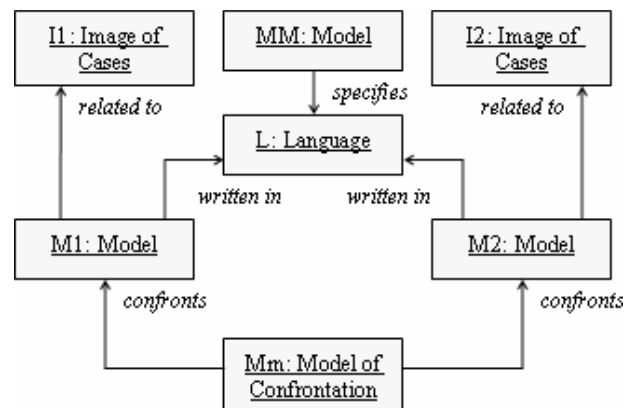 I1: Image of
Cases
MM: Model
I2: Image of
Cases
related to
specifies
related to
L: Language
written in
written in
M1: Model
M2: Model
confronts
confronts
Mm: Model of
Confrontation